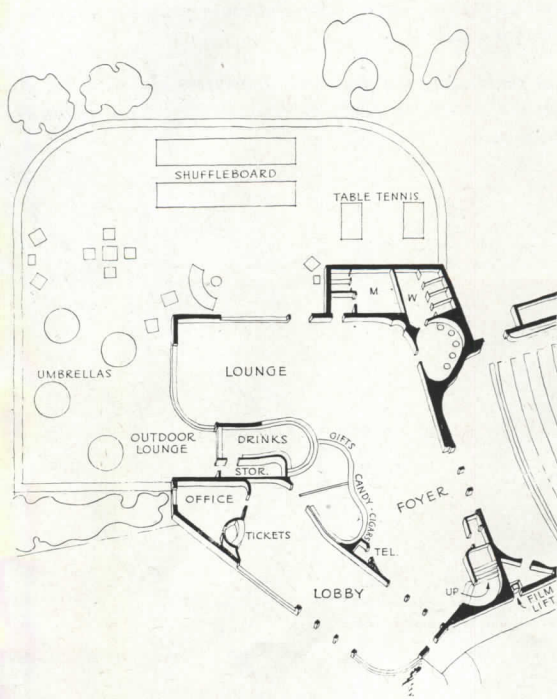 SHUFFLEBOARD
TABLE TENNIS
M
W
UMBRELLAS
LOUNGE
OUTDOOR
LOUNGE
DRINKS
GIFTS
STOR.
CANDY - CIGARS
OFFICE
FOYER
TICKETS
TEL.
LOBBY
UP
FILM
LIFT